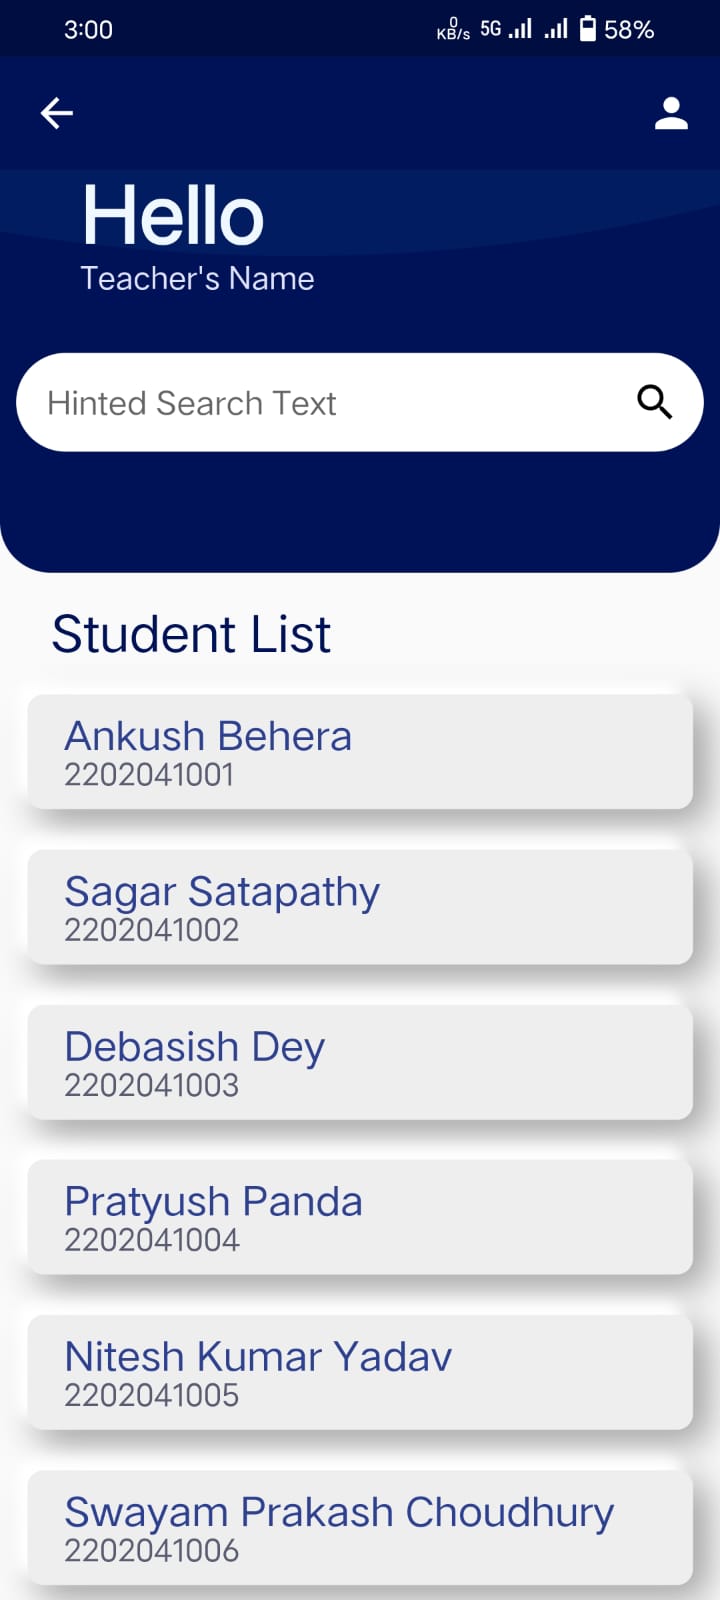 3:00 0 KB/s 5G 58%
Hello
Teacher's Name
Hinted Search Text
Student List
Ankush Behera
2202041001
Sagar Satapathy
2202041002
Debasish Dey
2202041003
Pratyush Panda
2202041004
Nitesh Kumar Yadav
2202041005
Swayam Prakash Choudhury
2202041006